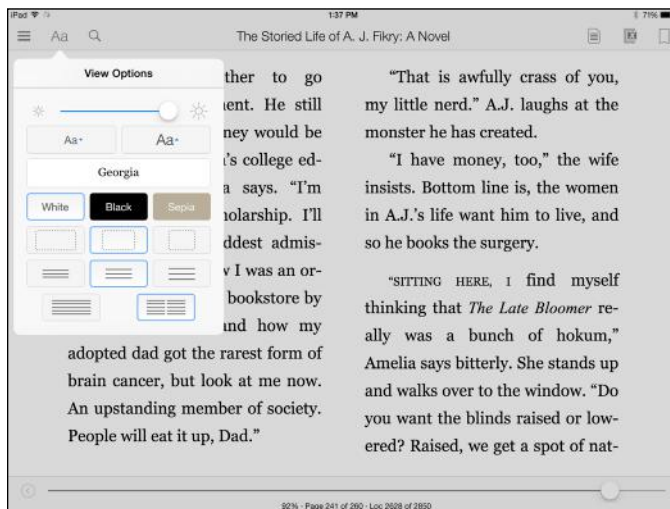 iPad 1:37 PM 71%
Aa The Storied Life of A. J. Fikry: A Novel
View Options
Aa Aa
Georgia
White Black Sepia
ther to go
ent. He still
ney would be
's college ed-
a says. “I’m
holarship. I’ll
ddest admis-
w I was an or-
bookstore by
and how my
adopted dad got the rarest form of
brain cancer, but look at me now.
An upstanding member of society.
People will eat it up, Dad.”
“That is awfully crass of you,
my little nerd.” A.J. laughs at the
monster he has created.
“I have money, too,” the wife
insists. Bottom line is, the women
in A.J.’s life want him to live, and
so he books the surgery.
“SITTING HERE, I find myself
thinking that The Late Bloomer re-
ally was a bunch of hokum,”
Amelia says bitterly. She stands up
and walks over to the window. “Do
you want the blinds raised or low-
ered? Raised, we get a spot of nat-
92% · Page 241 of 260 · Loc 2628 of 2850